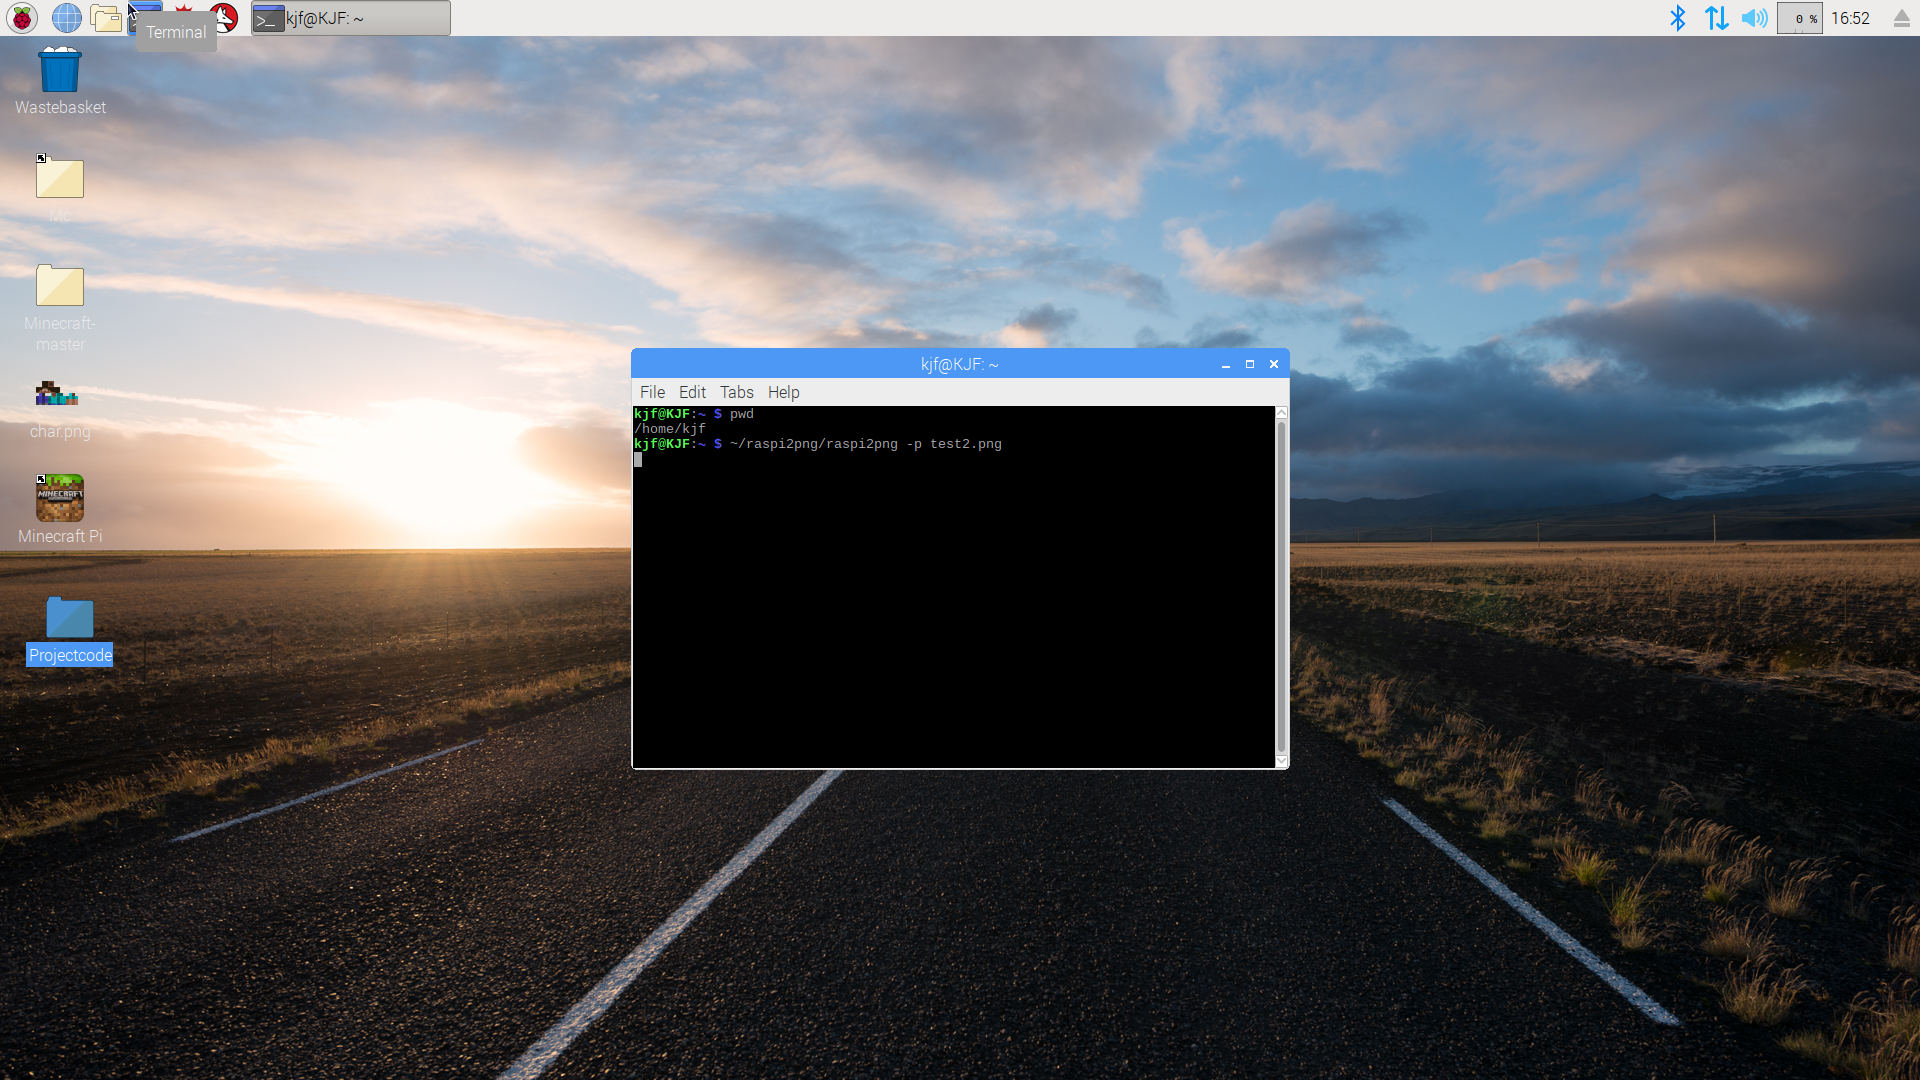 kjf@KJF: ~
0 %
16:52
Terminal
Wastebasket
Mc
Minecraft-
master
char.png
MINECRAFT
Minecraft Pi
Projectcode
kjf@KJF: ~
File Edit Tabs Help
kjf@KJF:~ $ pwd
/home/kjf
kjf@KJF:~ $ ~/raspi2png/raspi2png -p test2.png